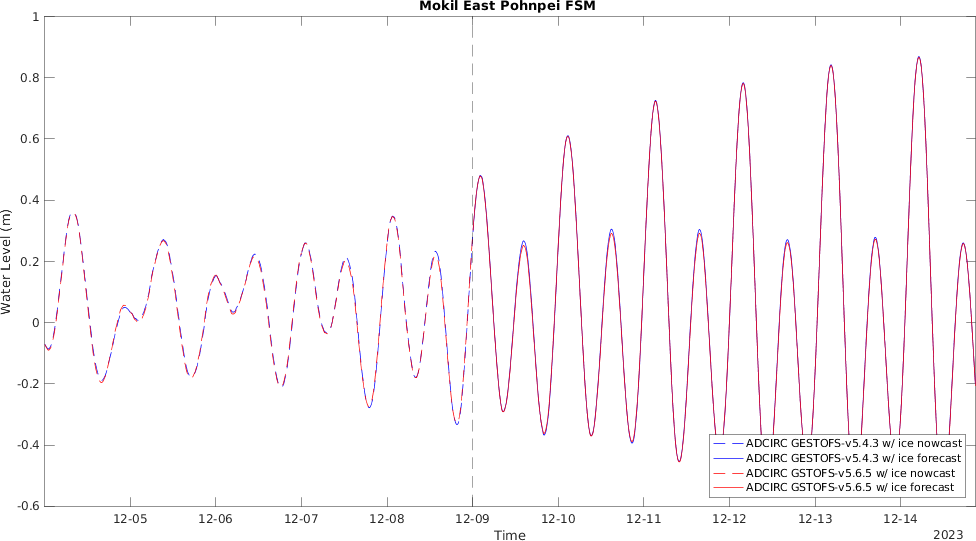 Mokil East Pohnpei FSM
1
0.8
0.6
0.4
0.2
0
-0.2
-0.4
-0.6
Water Level (m)
ADCIRC GESTOFS-v5.4.3 w/ ice nowcast
ADCIRC GESTOFS-v5.4.3 w/ ice forecast
ADCIRC GSTOFS-v5.6.5 w/ ice nowcast
ADCIRC GSTOFS-v5.6.5 w/ ice forecast
12-05 12-06 12-07 12-08 12-09 12-10 12-11 12-12 12-13 12-14
Time
2023